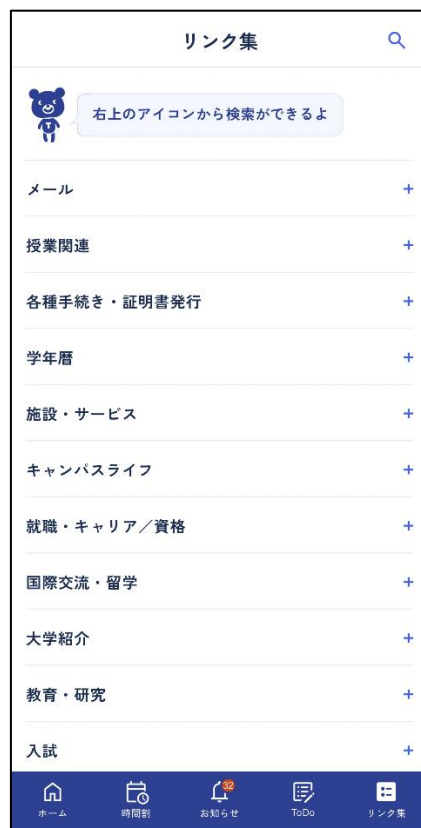 リンク集
右上のアイコンから検索ができるよ
T
メール
授業関連
各種手続き・証明書発行
学年暦
施設・サービス
キャンパスライフ
就職・キャリア／資格
国際交流・留学
大学紹介
教育・研究
入試
32
ホーム 時間割 お知らせ ToDo リンク集